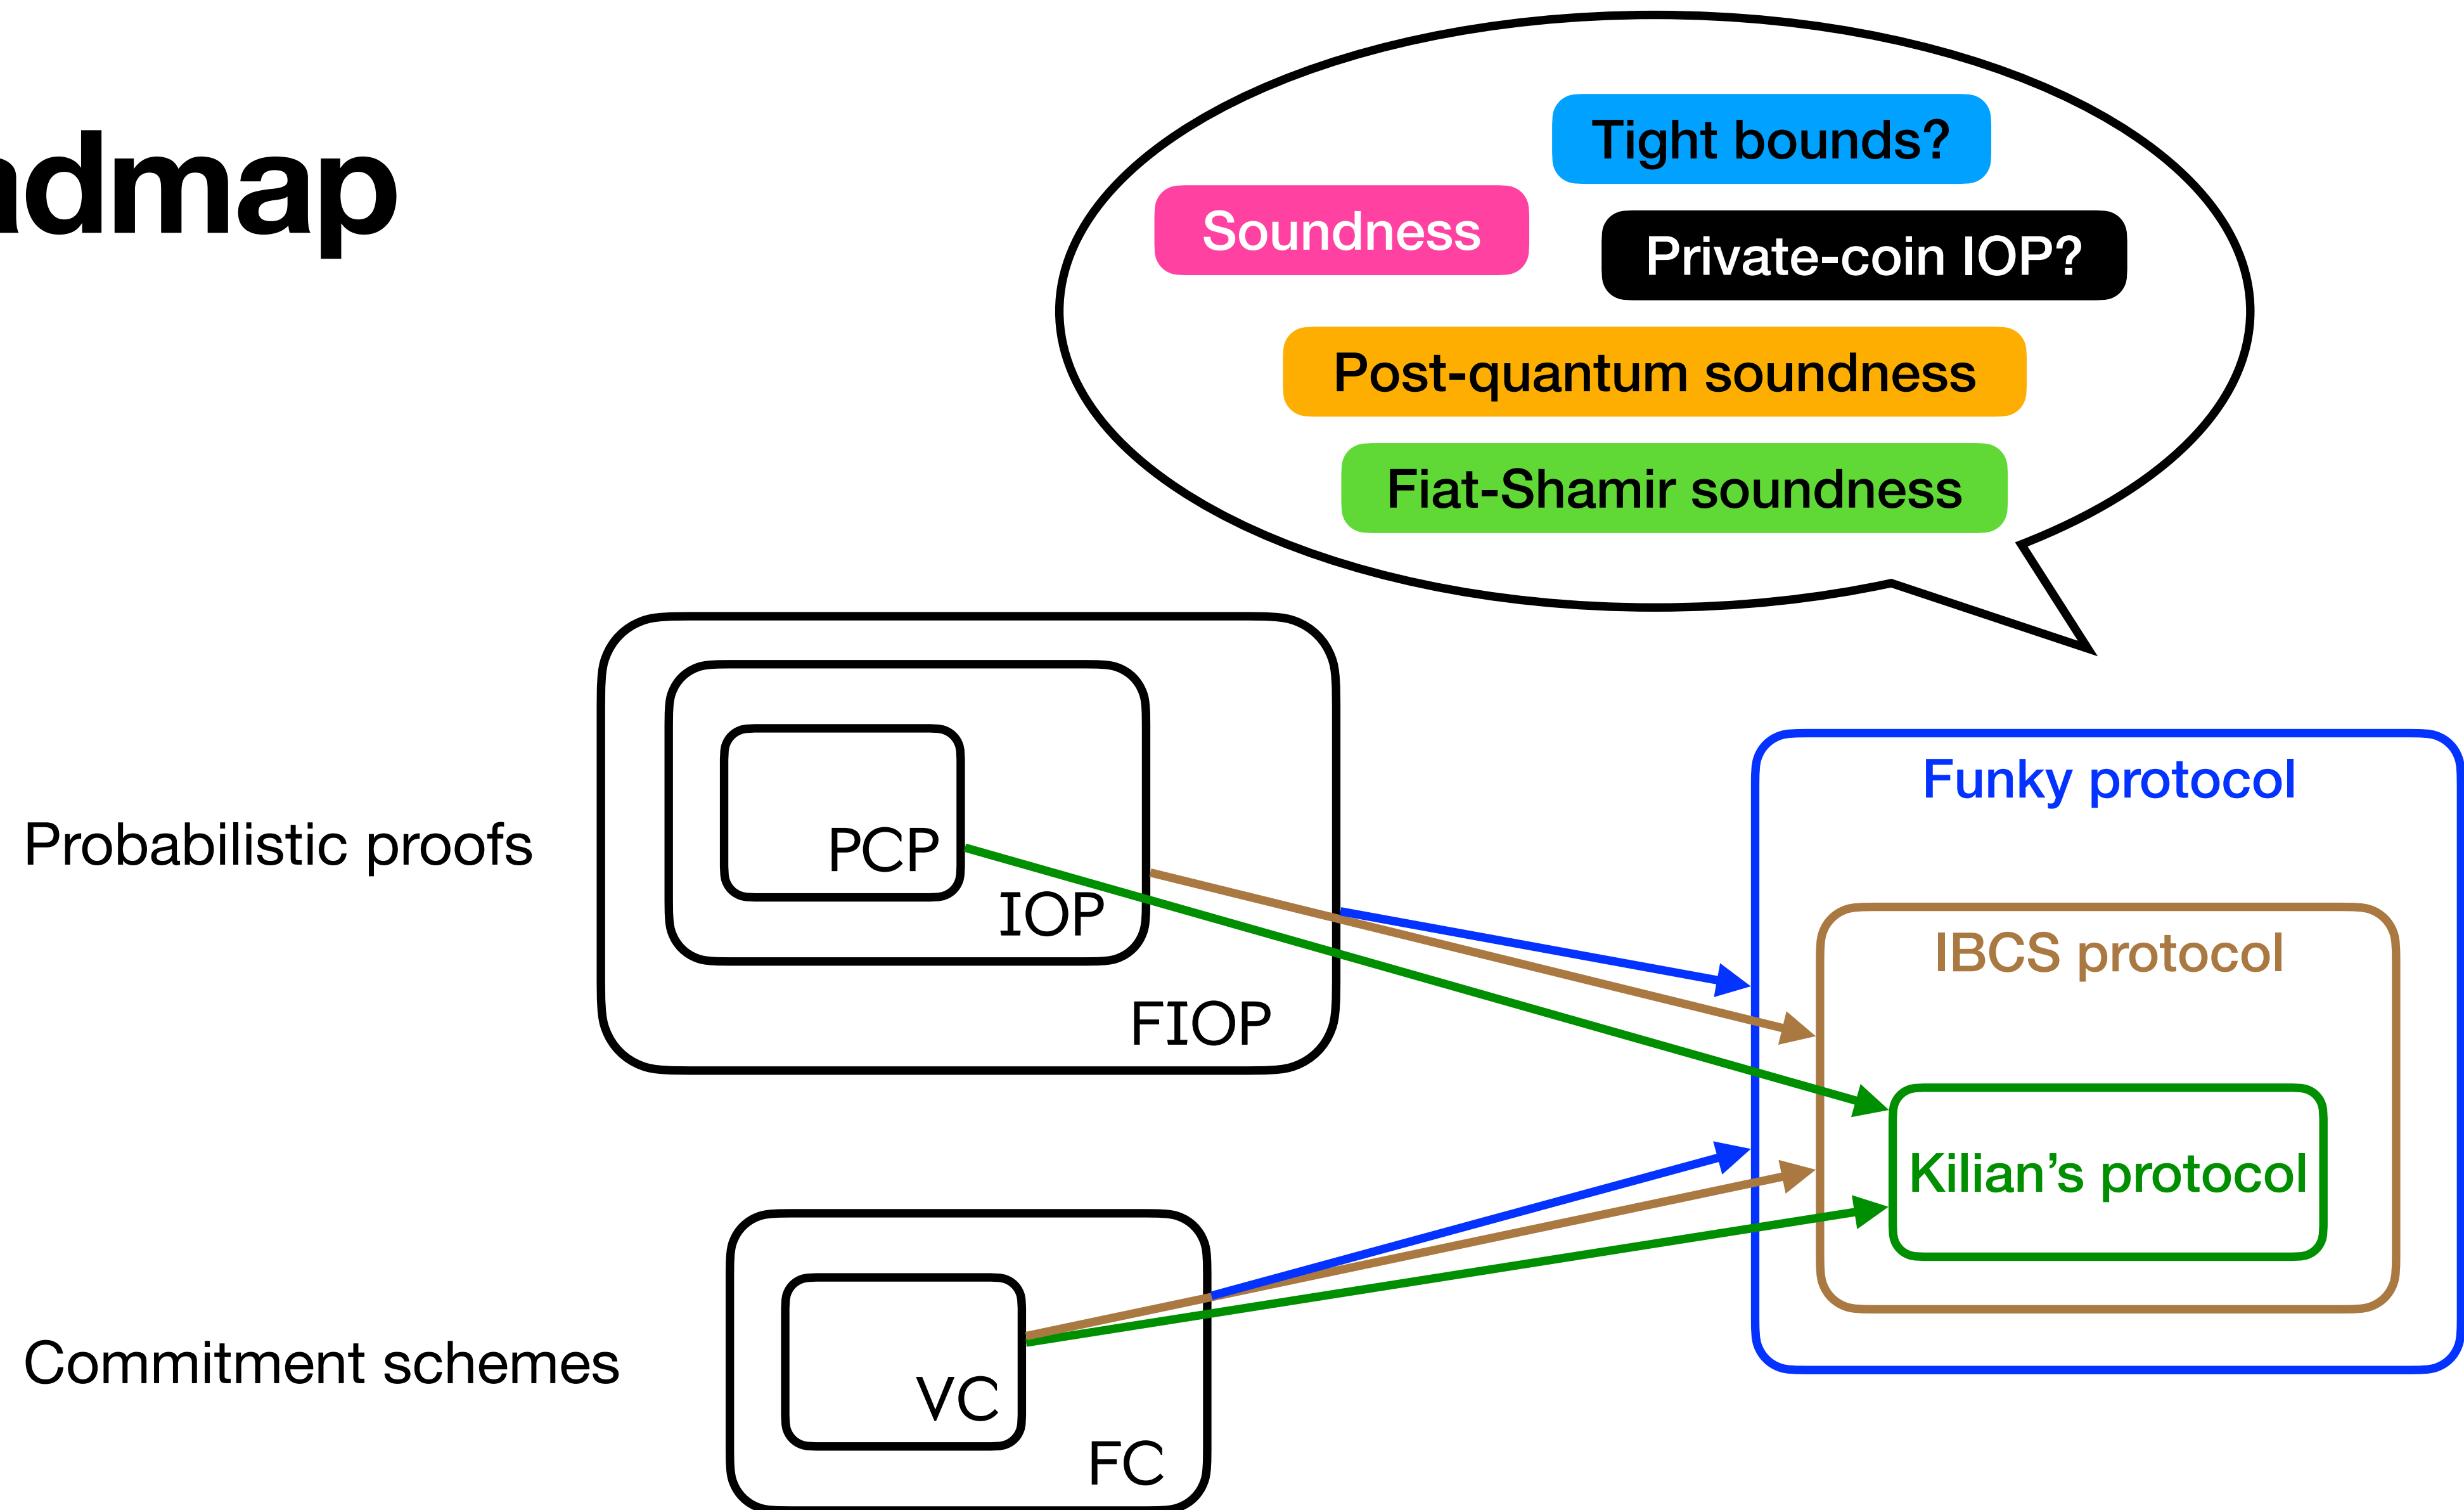 admap
Tight bounds?
Soundness
Private-coin IOP?
Post-quantum soundness
Fiat-Shamir soundness
Funky protocol
Probabilistic proofs
PCP
IOP
IBCS protocol
FIOP
Kilian's protocol
Commitment schemes
VC
FC